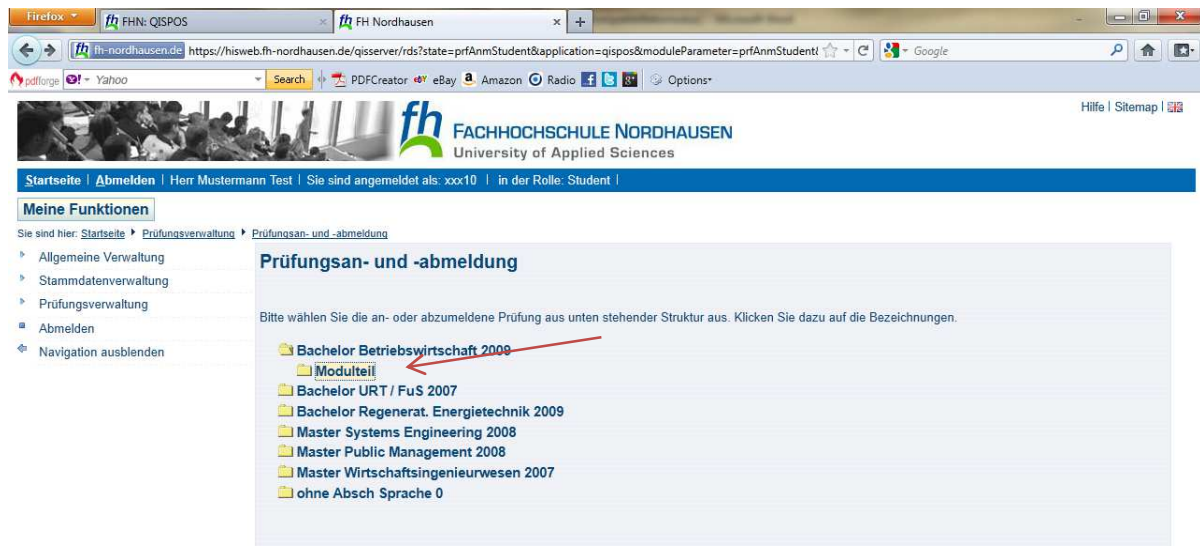 Firefox
FHN: QISPOS
FH Nordhausen
fh-nordhausen.de https://hisweb.fh-nordhausen.de/qisserver/rds?state=prfAnmStudent&application=qispos&moduleParameter=prfAnmStudent
Google
pdfforge Yahoo Search PDFCreator eBay Amazon Radio Options
Hilfe | Sitemap |
fh FACHHOCHSCHULE NORDHAUSEN
University of Applied Sciences
Startseite | Abmelden | Herr Mustermann Test | Sie sind angemeldet als: xxx10 | in der Rolle: Student |
Meine Funktionen
Sie sind hier: Startseite Prüfungsverwaltung Prüfungsan- und -abmeldung
Allgemeine Verwaltung
Stammdatenverwaltung
Prüfungsverwaltung
Abmelden
Navigation ausblenden
Prüfungsan- und -abmeldung
Bitte wählen Sie die an- oder abzumeldene Prüfung aus unten stehender Struktur aus. Klicken Sie dazu auf die Bezeichnungen.
Bachelor Betriebswirtschaft 2009
Modulteil
Bachelor URT / FuS 2007
Bachelor Regenerat. Energietechnik 2009
Master Systems Engineering 2008
Master Public Management 2008
Master Wirtschaftsingenieurwesen 2007
ohne Absch Sprache 0